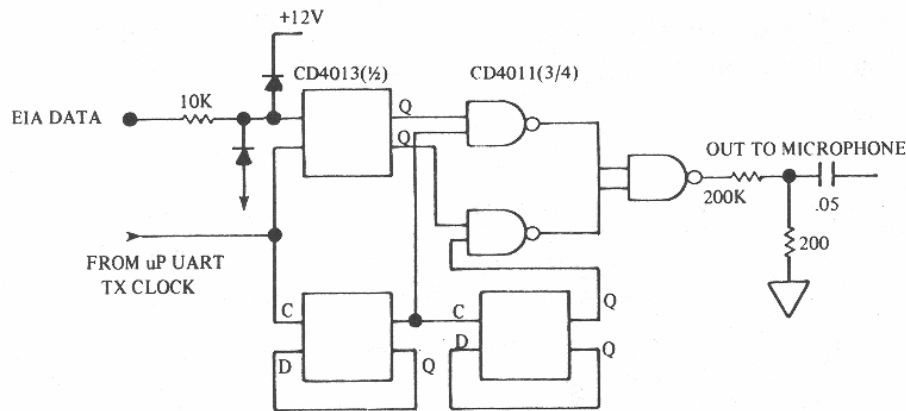 +12V
CD4013(½)
CD4011(3/4)
10K
Q
EIA DATA
Q
OUT TO MICROPHONE
200K
.05
200
FROM uP UART
TX CLOCK
C
C
Q
D
Q
D
Q